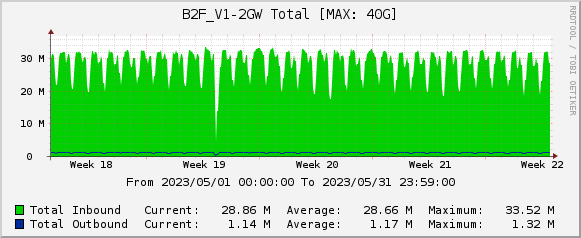 B2F_V1-2GW Total [MAX: 40G]
RRDTOOL / TOBI OETIKER
30 M
20 M
10 M
0
Week 18 Week 19 Week 20 Week 21 Week 22
From 2023/05/01 00:00:00 To 2023/05/31 23:59:00
Total Inbound Current: 28.86 M Average: 28.66 M Maximum: 33.52 M
Total Outbound Current: 1.14 M Average: 1.17 M Maximum: 1.32 M